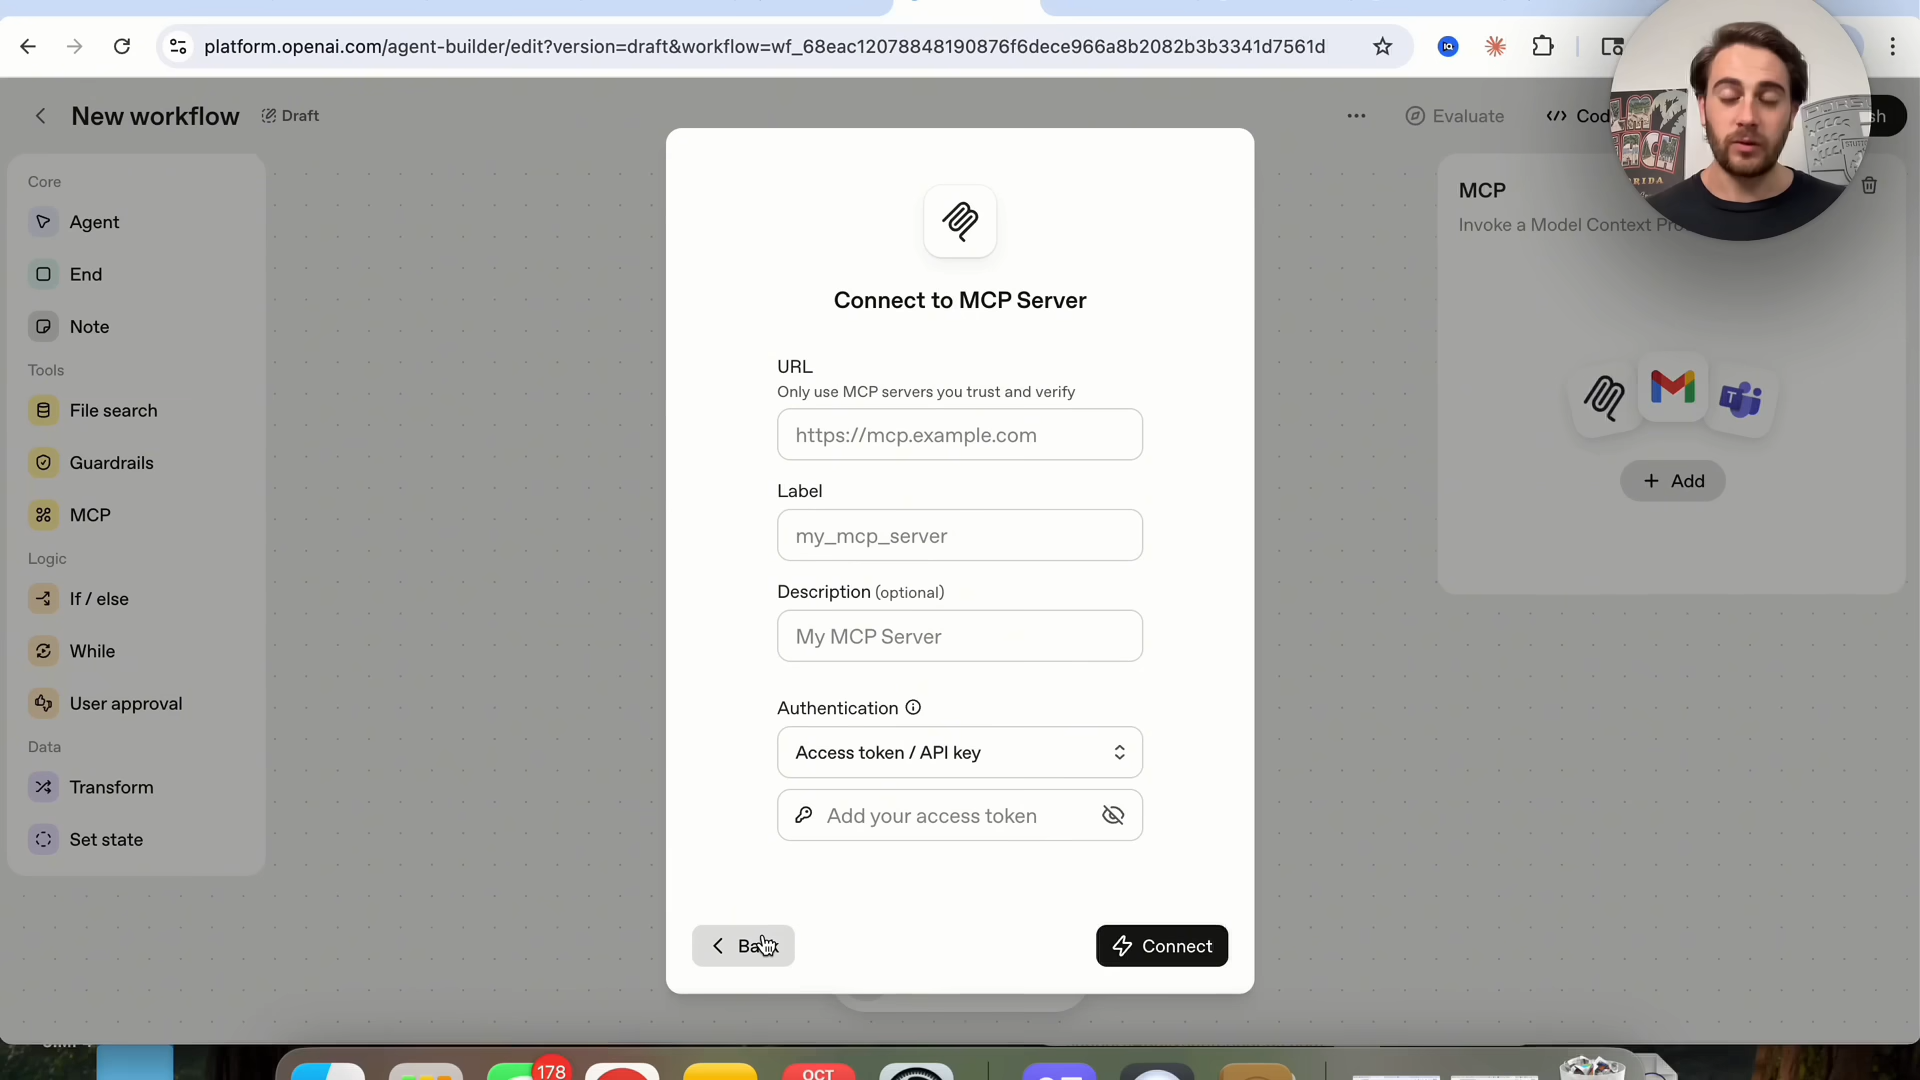 platform.openai.com/agent-builder/edit?version=draft&workflow=wf_68eac12078848190876f6dece966a8b2082b3b3341d7561d
New workflow
Draft
Evaluate
Core
Agent
End
Note
Tools
File search
Guardrails
MCP
Logic
If / else
While
User approval
Data
Transform
Set state
Connect to MCP Server
URL
Only use MCP servers you trust and verify
https://mcp.example.com
Label
my_mcp_server
Description (optional)
My MCP Server
Authentication
Access token / API key
Add your access token
Connect
MCP
Invoke a Model Context
Add
178
OCT